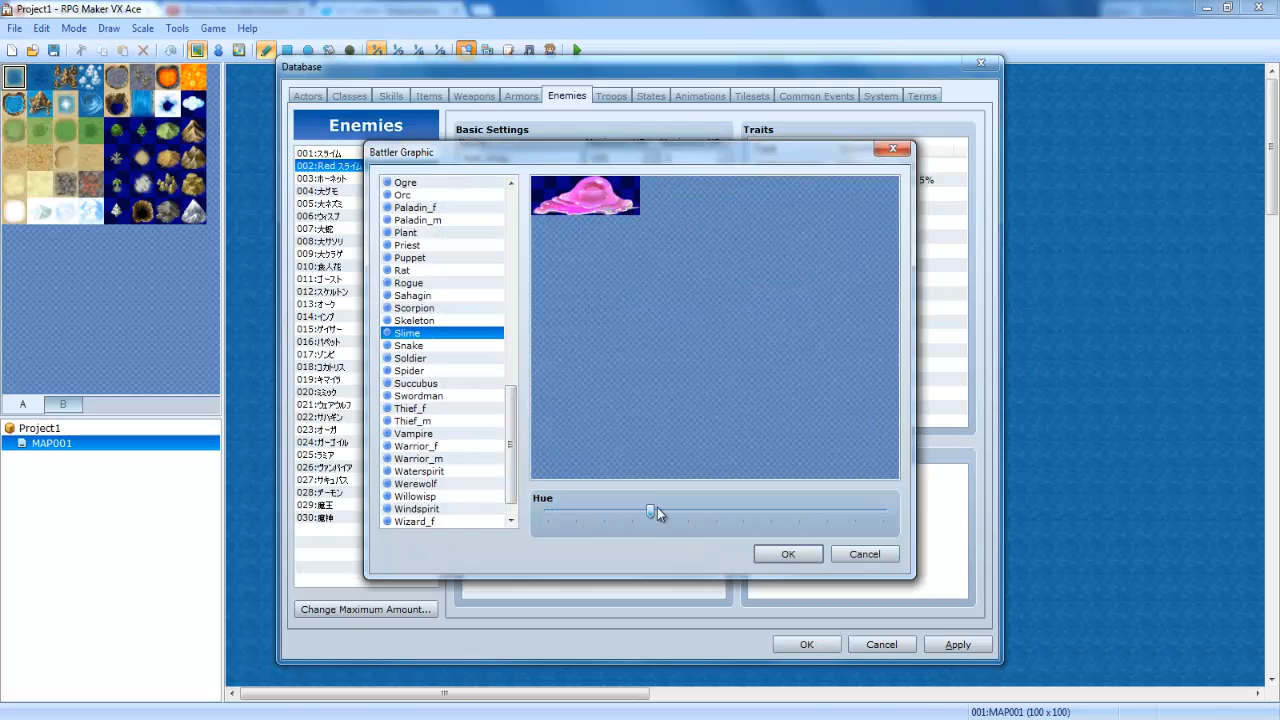 Project1 - RPG Maker VX Ace
File Edit Mode Draw Scale Tools Game Help
Database
Actors Classes Skills Items Weapons Armors Enemies Troops States Animations Tilesets Common Events System Terms
Enemies
Basic Settings
Traits
001:スライム
002:Red スライム
003:ホーネット
004:大グモ
005:大ネズミ
006:ウィスプ
007:大蛇
008:大サソリ
009:大クラゲ
010:食人花
011:ゴースト
012:スケルトン
013:オーク
014:インプ
015:ゲイザー
016:パペット
017:ゾンビ
018:コカトリス
019:キマイラ
020:ミミック
021:ウェアウルフ
022:サハギン
023:オーガ
024:ガーゴイル
025:ラミア
026:ヴァンパイア
027:サキュバス
028:デーモン
029:魔王
030:魔神
Change Maximum Amount...
5%
Battler Graphic
Ogre
Orc
Paladin_f
Paladin_m
Plant
Priest
Puppet
Rat
Rogue
Sahagin
Scorpion
Skeleton
Slime
Snake
Soldier
Spider
Succubus
Swordman
Thief_f
Thief_m
Vampire
Warrior_f
Warrior_m
Waterspirit
Werewolf
Willowisp
Windspirit
Wizard_f
Hue
OK Cancel
OK Cancel Apply
A B
Project1
MAP001
001:MAP001 (100 x 100)